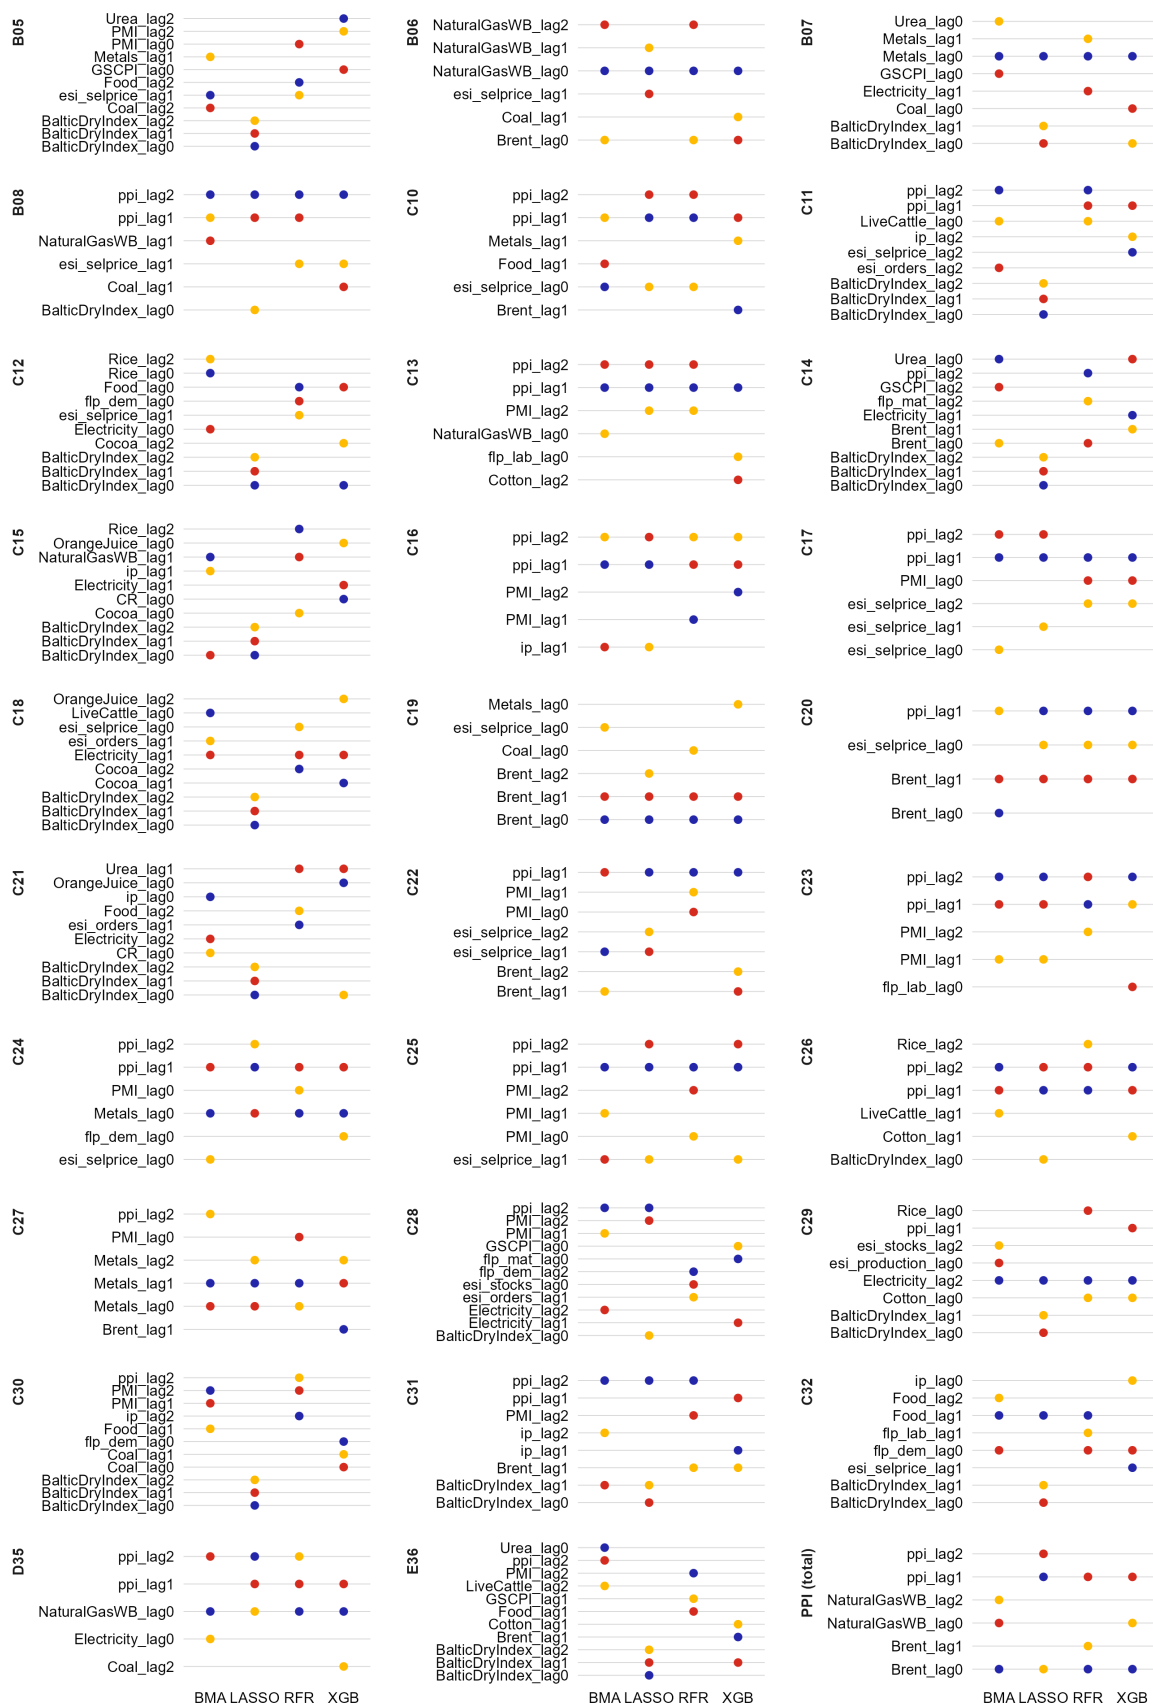 B05
Urea_lag2
PMI_lag2
PMI_lag0
Metals_lag1
GSCPI_lag0
Food_lag2
esi_selprice_lag1
Coal_lag2
BalticDryIndex_lag2
BalticDryIndex_lag1
BalticDryIndex_lag0
B06
NaturalGasWB_lag2
NaturalGasWB_lag1
NaturalGasWB_lag0
esi_selprice_lag1
Coal_lag1
Brent_lag0
B07
Urea_lag0
Metals_lag1
Metals_lag0
GSCPI_lag0
Electricity_lag1
Coal_lag0
BalticDryIndex_lag1
BalticDryIndex_lag0
B08
ppi_lag2
ppi_lag1
NaturalGasWB_lag1
esi_selprice_lag1
Coal_lag1
BalticDryIndex_lag0
C10
ppi_lag2
ppi_lag1
Metals_lag1
Food_lag1
esi_selprice_lag0
Brent_lag1
C11
ppi_lag2
ppi_lag1
LiveCattle_lag0
ip_lag2
esi_selprice_lag2
esi_orders_lag2
BalticDryIndex_lag2
BalticDryIndex_lag1
BalticDryIndex_lag0
C12
Rice_lag2
Rice_lag0
Food_lag0
flp_dem_lag0
esi_selprice_lag1
Electricity_lag0
Cocoa_lag2
BalticDryIndex_lag2
BalticDryIndex_lag1
BalticDryIndex_lag0
C13
ppi_lag2
ppi_lag1
PMI_lag2
NaturalGasWB_lag0
flp_lab_lag0
Cotton_lag2
C14
Urea_lag0
ppi_lag2
GSCPI_lag2
flp_mat_lag2
Electricity_lag1
Brent_lag1
Brent_lag0
BalticDryIndex_lag2
BalticDryIndex_lag1
BalticDryIndex_lag0
C15
Rice_lag2
OrangeJuice_lag0
NaturalGasWB_lag1
ip_lag1
Electricity_lag1
CR_lag0
Cocoa_lag0
BalticDryIndex_lag2
BalticDryIndex_lag1
BalticDryIndex_lag0
C16
ppi_lag2
ppi_lag1
PMI_lag2
PMI_lag1
ip_lag1
C17
ppi_lag2
ppi_lag1
PMI_lag0
esi_selprice_lag2
esi_selprice_lag1
esi_selprice_lag0
C18
OrangeJuice_lag2
LiveCattle_lag0
esi_selprice_lag0
esi_orders_lag1
Electricity_lag1
Cocoa_lag2
Cocoa_lag1
BalticDryIndex_lag2
BalticDryIndex_lag1
BalticDryIndex_lag0
C19
Metals_lag0
esi_selprice_lag0
Coal_lag0
Brent_lag2
Brent_lag1
Brent_lag0
C20
ppi_lag1
esi_selprice_lag0
Brent_lag1
Brent_lag0
C21
Urea_lag1
OrangeJuice_lag0
ip_lag0
Food_lag2
esi_orders_lag1
Electricity_lag2
CR_lag0
BalticDryIndex_lag2
BalticDryIndex_lag1
BalticDryIndex_lag0
C22
ppi_lag1
PMI_lag1
PMI_lag0
esi_selprice_lag2
esi_selprice_lag1
Brent_lag2
Brent_lag1
C23
ppi_lag2
ppi_lag1
PMI_lag2
PMI_lag1
flp_lab_lag0
C24
ppi_lag2
ppi_lag1
PMI_lag0
Metals_lag0
flp_dem_lag0
esi_selprice_lag0
C25
ppi_lag2
ppi_lag1
PMI_lag2
PMI_lag1
PMI_lag0
esi_selprice_lag1
C26
Rice_lag2
ppi_lag2
ppi_lag1
LiveCattle_lag1
Cotton_lag1
BalticDryIndex_lag0
C27
ppi_lag2
PMI_lag0
Metals_lag2
Metals_lag1
Metals_lag0
Brent_lag1
C28
ppi_lag2
PMI_lag2
PMI_lag1
GSCPI_lag0
flp_mat_lag0
flp_dem_lag2
esi_stocks_lag0
esi_orders_lag1
Electricity_lag2
Electricity_lag1
BalticDryIndex_lag0
C29
Rice_lag0
ppi_lag1
esi_stocks_lag2
esi_production_lag0
Electricity_lag2
Cotton_lag0
BalticDryIndex_lag1
BalticDryIndex_lag0
C30
ppi_lag2
PMI_lag2
PMI_lag1
ip_lag2
Food_lag1
flp_dem_lag0
Coal_lag1
Coal_lag0
BalticDryIndex_lag2
BalticDryIndex_lag1
BalticDryIndex_lag0
C31
ppi_lag2
ppi_lag1
PMI_lag2
ip_lag2
ip_lag1
Brent_lag1
BalticDryIndex_lag1
BalticDryIndex_lag0
C32
ip_lag0
Food_lag2
Food_lag1
flp_lab_lag1
flp_dem_lag0
esi_selprice_lag1
BalticDryIndex_lag1
BalticDryIndex_lag0
D35
ppi_lag2
ppi_lag1
NaturalGasWB_lag0
Electricity_lag0
Coal_lag2
E36
Urea_lag0
ppi_lag2
PMI_lag2
LiveCattle_lag2
GSCPI_lag1
Food_lag1
Cotton_lag1
Brent_lag1
BalticDryIndex_lag2
BalticDryIndex_lag1
BalticDryIndex_lag0
PPI (total)
ppi_lag2
ppi_lag1
NaturalGasWB_lag2
NaturalGasWB_lag0
Brent_lag1
Brent_lag0
BMA LASSO RFR XGB
BMA LASSO RFR XGB
BMA LASSO RFR XGB